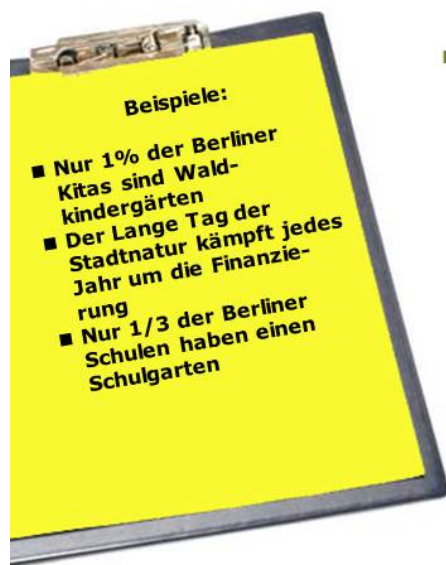 Beispiele:
■ Nur 1% der Berliner
Kitas sind Wald-
kindergärten
■ Der Lange Tag der
Stadtnatur kämpft jedes
Jahr um die Finanzie-
rung
■ Nur 1/3 der Berliner
Schulen haben einen
Schulgarten